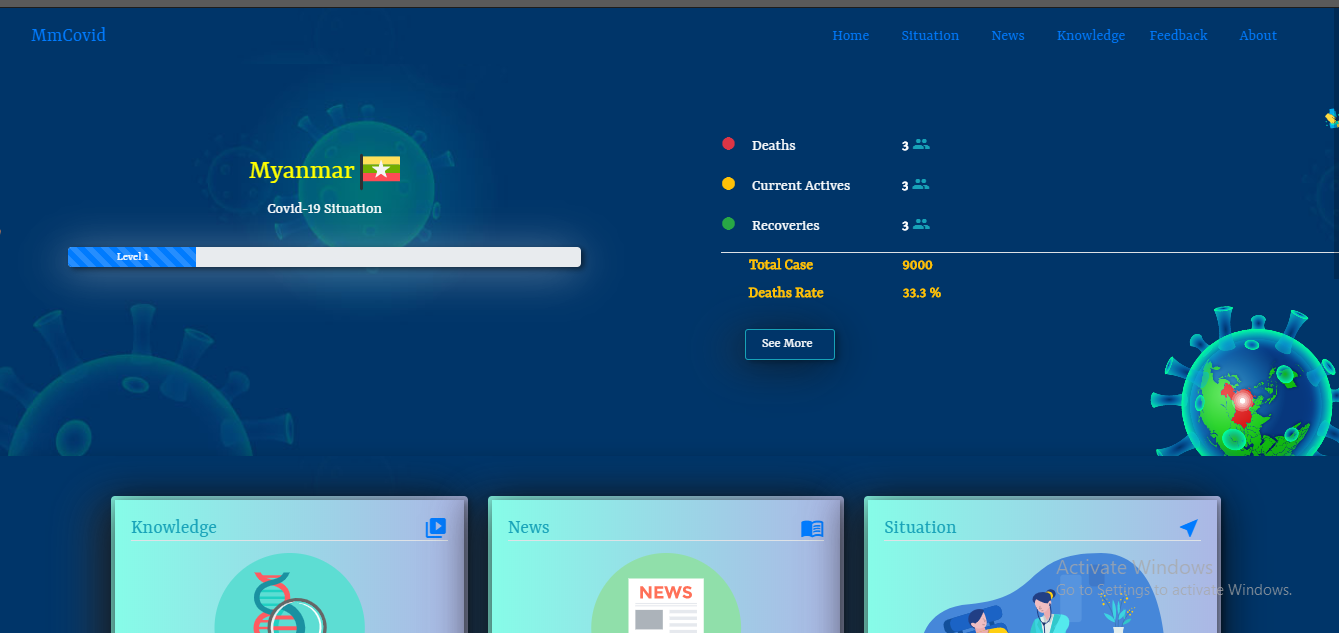 MmCovid
Home Situation News Knowledge Feedback About
Myanmar
Covid-19 Situation
Level 1
Deaths 3
Current Actives 3
Recoveries 3
Total Case 9000
Deaths Rate 33.3 %
See More
Knowledge
News
Situation
NEWS
Activate Windows
Go to Settings to activate Windows.